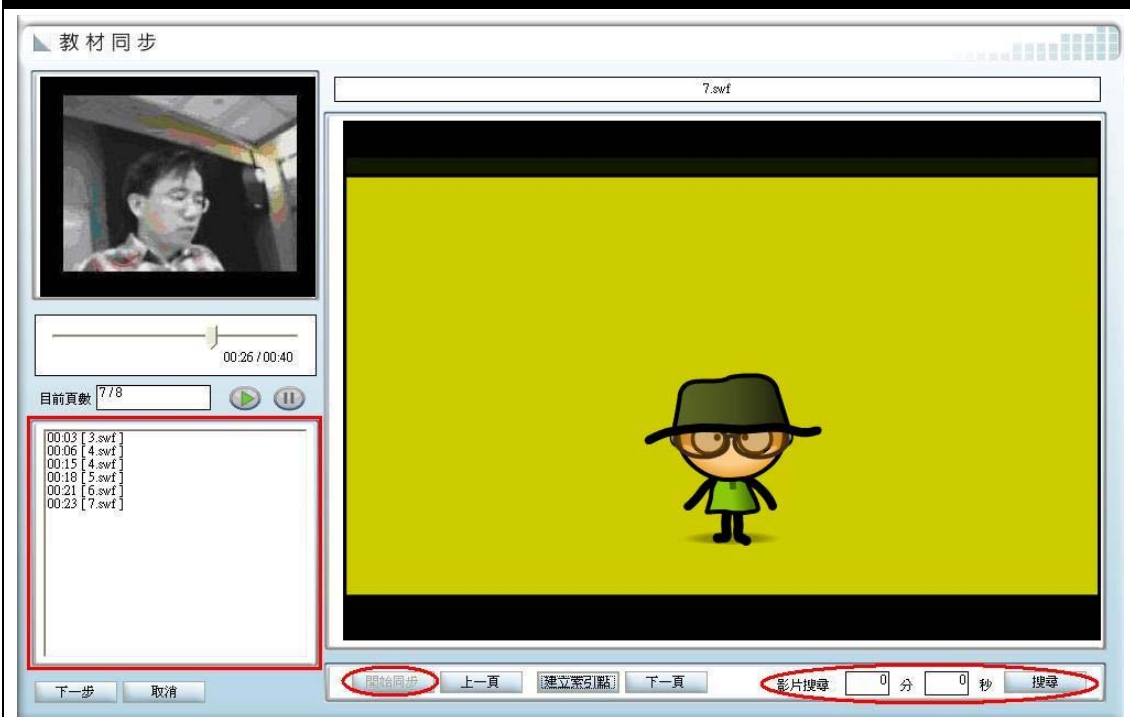 教材同步
7.swf
00:26 / 00:40
目前頁數 7/8
00:03 [ 3.swf ]
00:06 [ 4.swf ]
00:15 [ 4.swf ]
00:18 [ 5.swf ]
00:21 [ 6.swf ]
00:23 [ 7.swf ]
開始同步 上一頁 建立索引點 下一頁 影片搜尋 0 分 0 秒 搜尋
下一步 取消